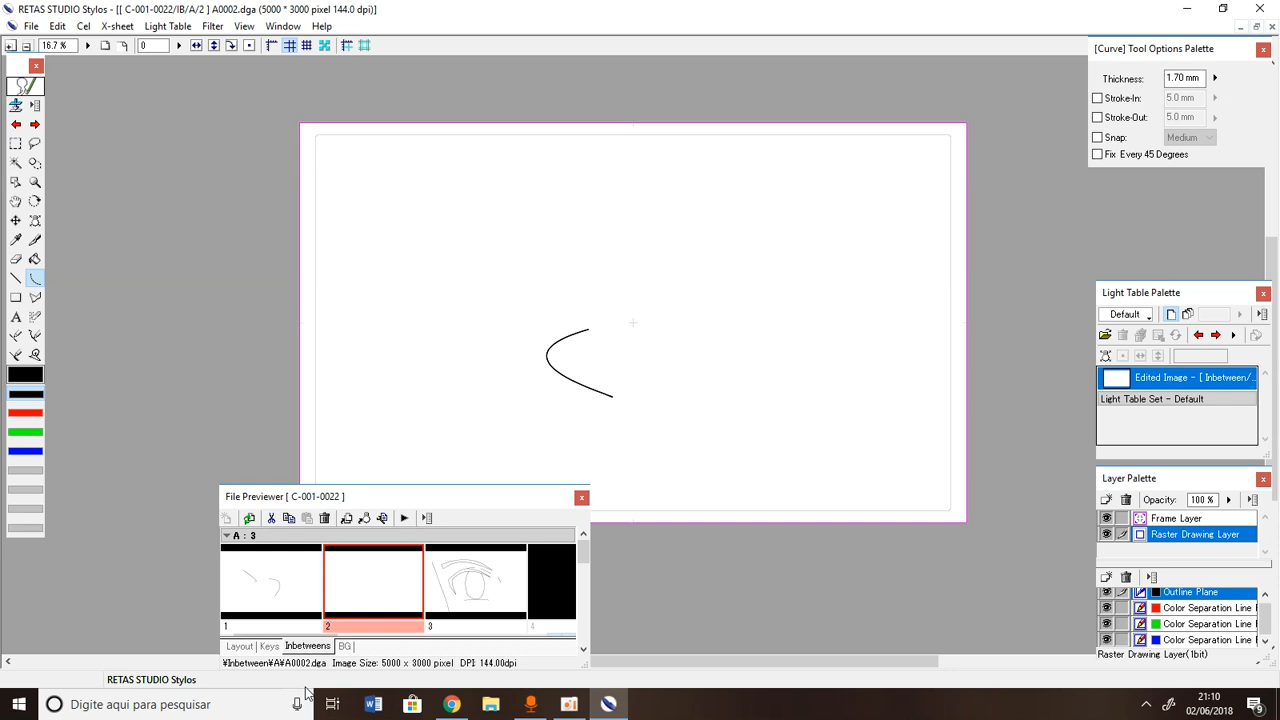 RETAS STUDIO Stylos - [[ C-001-0022/IB/A/2 ] A0002.dga (5000 * 3000 pixel 144.0 dpi)]
File Edit Cel X-sheet Light Table Filter View Window Help
16.7 % 0
[Curve] Tool Options Palette
Thickness: 1.70 mm
Stroke-In: 5.0 mm
Stroke-Out: 5.0 mm
Snap: Medium
Fix Every 45 Degrees
Light Table Palette
Default
Edited Image - [ Inbetween/...
Light Table Set - Default
Layer Palette
Opacity: 100 %
Frame Layer
Raster Drawing Layer
Outline Plane
Color Separation Line
Color Separation Line
Color Separation Line
Raster Drawing Layer(1bit)
File Previewer [ C-001-0022 ]
A : 3
1 2 3 4
Layout Keys Inbetweens BG
¥Inbetween¥A¥A0002.dga Image Size: 5000 x 3000 pixel DPI: 144.00dpi
RETAS STUDIO Stylos
Digite aqui para pesquisar
21:10
02/06/2018
9